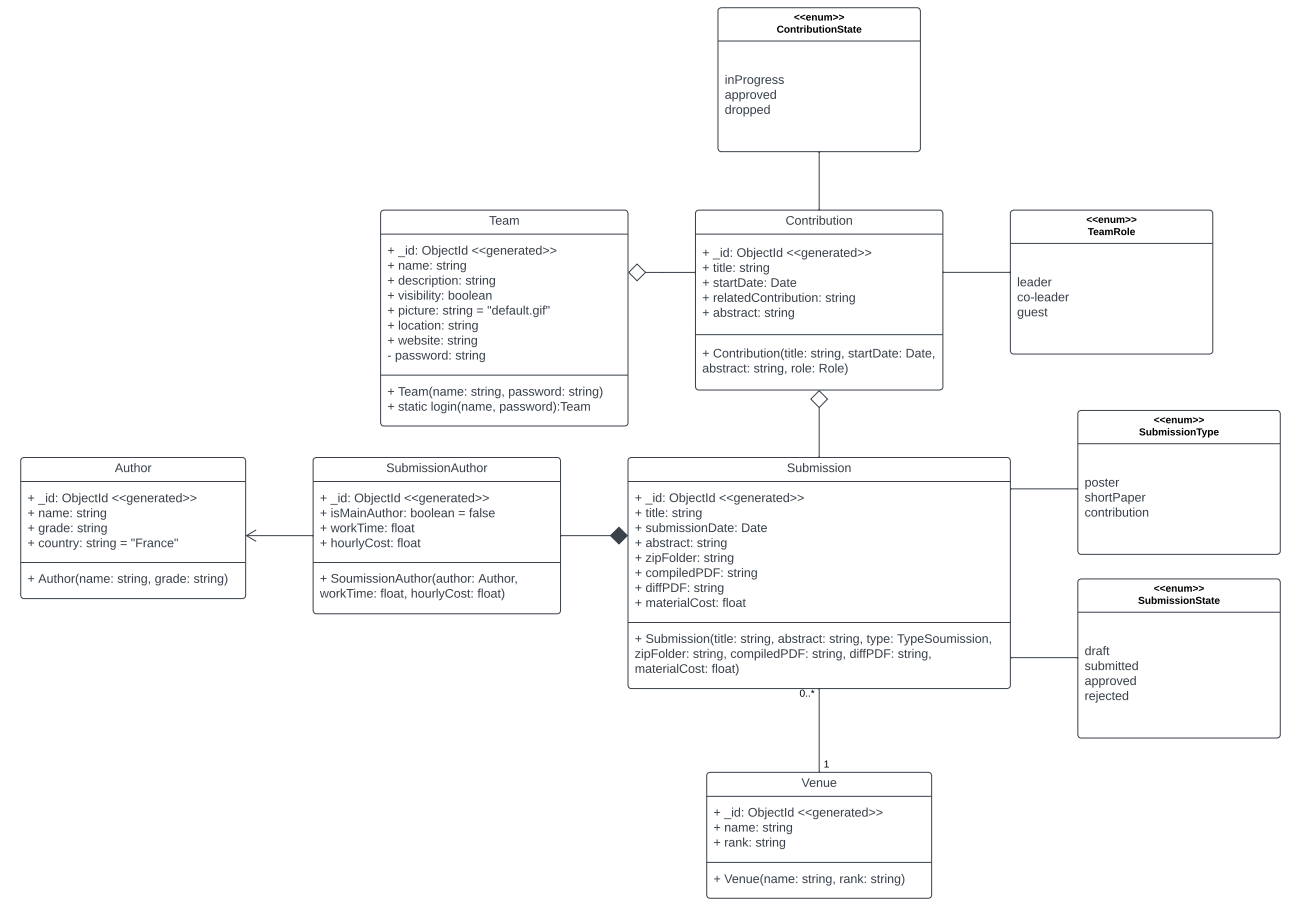 <<enum>>
ContributionState
inProgress
approved
dropped
Team
+ _id: ObjectId <<generated>>
+ name: string
+ description: string
+ visibility: boolean
+ picture: string = "default.gif"
+ location: string
+ website: string
- password: string
+ Team(name: string, password: string)
+ static login(name, password):Team
Contribution
+ _id: ObjectId <<generated>>
+ title: string
+ startDate: Date
+ relatedContribution: string
+ abstract: string
+ Contribution(title: string, startDate: Date,
abstract: string, role: Role)
<<enum>>
TeamRole
leader
co-leader
guest
<<enum>>
SubmissionType
poster
shortPaper
contribution
Author
+ _id: ObjectId <<generated>>
+ name: string
+ grade: string
+ country: string = "France"
+ Author(name: string, grade: string)
SubmissionAuthor
+ _id: ObjectId <<generated>>
+ isMainAuthor: boolean = false
+ workTime: float
+ hourlyCost: float
+ SoumissionAuthor(author: Author,
workTime: float, hourlyCost: float)
Submission
+ _id: ObjectId <<generated>>
+ title: string
+ submissionDate: Date
+ abstract: string
+ zipFolder: string
+ compiledPDF: string
+ diffPDF: string
+ materialCost: float
+ Submission(title: string, abstract: string, type: TypeSoumission,
zipFolder: string, compiledPDF: string, diffPDF: string,
materialCost: float)
<<enum>>
SubmissionState
draft
submitted
approved
rejected
0..*
1
Venue
+ _id: ObjectId <<generated>>
+ name: string
+ rank: string
+ Venue(name: string, rank: string)